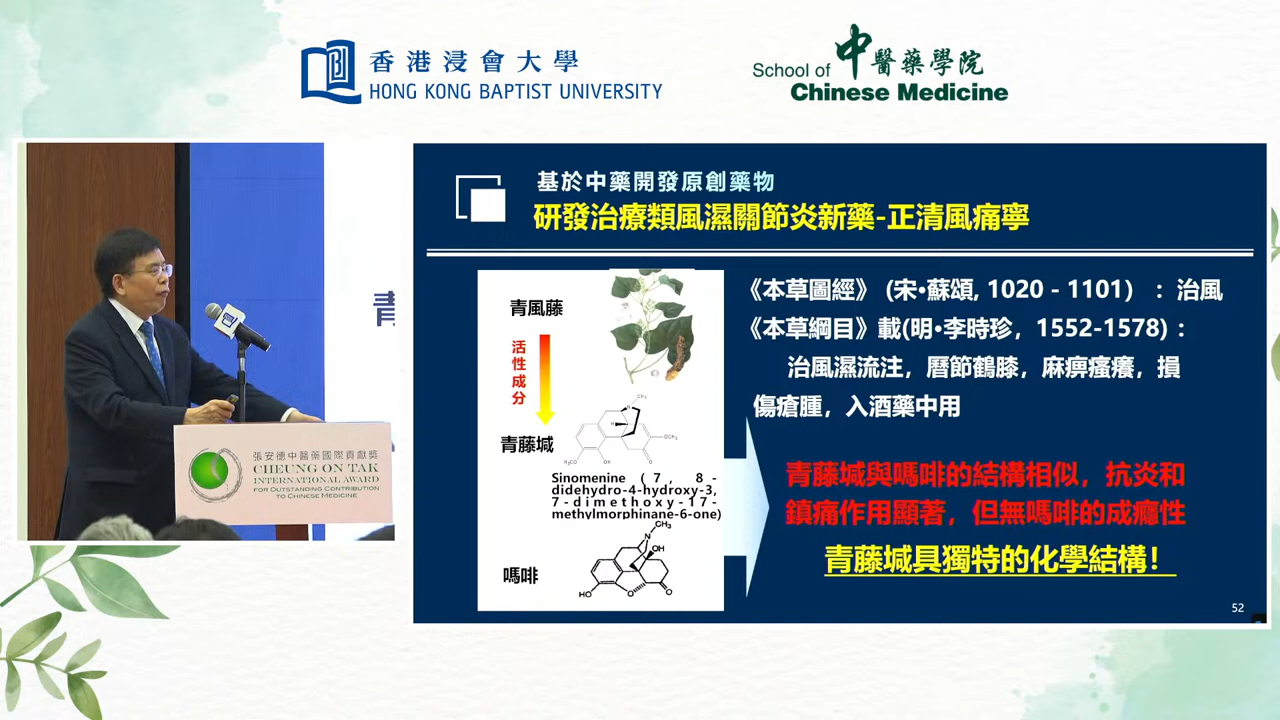 香港浸會大學
HONG KONG BAPTIST UNIVERSITY
School of 中醫藥學院
Chinese Medicine
張安德中醫藥國際貢獻獎
CHEUNG ON TAK
INTERNATIONAL AWARD
FOR OUTSTANDING CONTRIBUTION
TO CHINESE MEDICINE
基於中藥開發原創藥物
研發治療類風濕關節炎新藥-正清風痛寧
青風藤
活性成分
青藤堿
CH₃
N
H
OCH₃
H₃CO
OH
O
Sinomenine (7, 8-
didehydro-4-hydroxy-3,
7-dimethoxy-17-
methylmorphinane-6-one)
嗎啡
CH₃
N
OH
HO
O
O
《本草圖經》 (宋•蘇頌, 1020 - 1101) : 治風
《本草綱目》載(明•李時珍, 1552-1578) :
治風濕流注，曆節鶴膝，麻痹瘙癢，損
傷瘡腫，入酒藥中用
青藤堿與嗎啡的結構相似，抗炎和
鎮痛作用顯著，但無嗎啡的成癮性
青藤堿具獨特的化學結構！
52